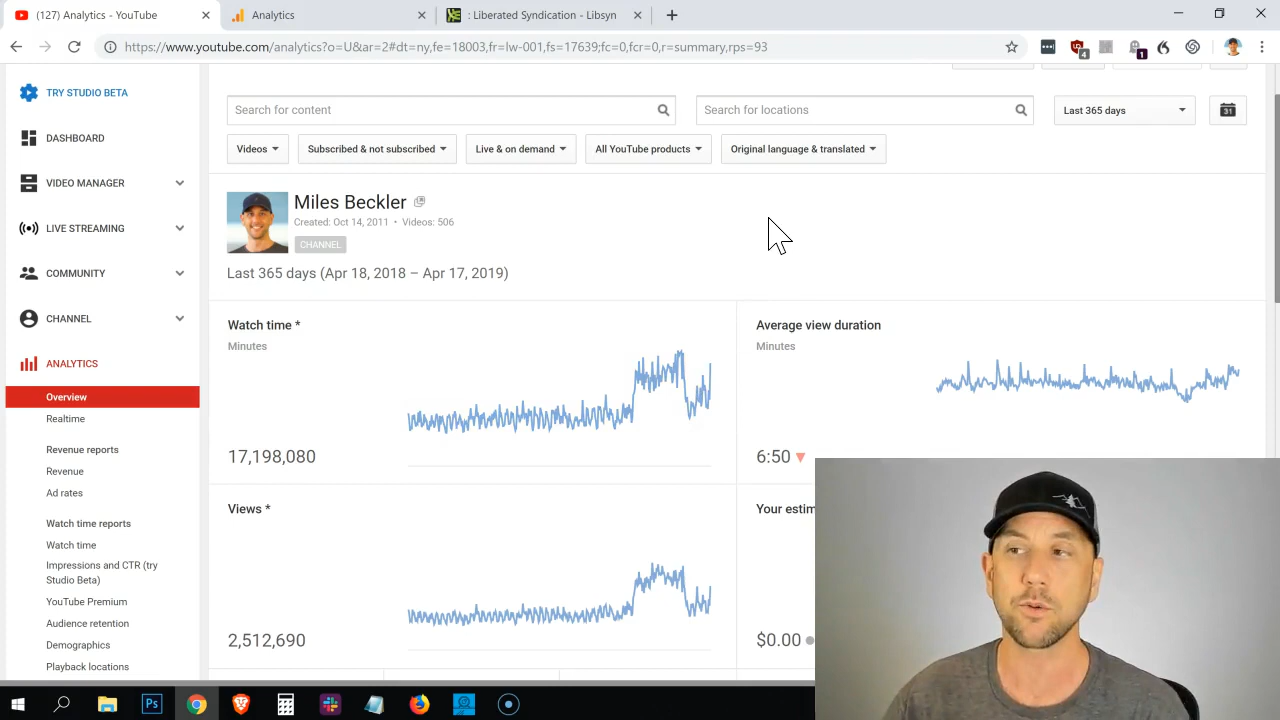 (127) Analytics - YouTube
Analytics
: Liberated Syndication - Libsyn
https://www.youtube.com/analytics?o=U&ar=2#dt=ny,fe=18003,fr=lw-001,fs=17639;fc=0,fcr=0,r=summary,rps=93
4
1
TRY STUDIO BETA
DASHBOARD
VIDEO MANAGER
LIVE STREAMING
COMMUNITY
CHANNEL
ANALYTICS
Overview
Realtime
Revenue reports
Revenue
Ad rates
Watch time reports
Watch time
Impressions and CTR (try
Studio Beta)
YouTube Premium
Audience retention
Demographics
Playback locations
Search for content
Search for locations
Last 365 days
31
Videos
Subscribed & not subscribed
Live & on demand
All YouTube products
Original language & translated
Miles Beckler
Created: Oct 14, 2011 • Videos: 506
CHANNEL
Last 365 days (Apr 18, 2018 – Apr 17, 2019)
Watch time *
Minutes
17,198,080
Average view duration
Minutes
6:50
Views *
2,512,690
Your estim
$0.00
Ps